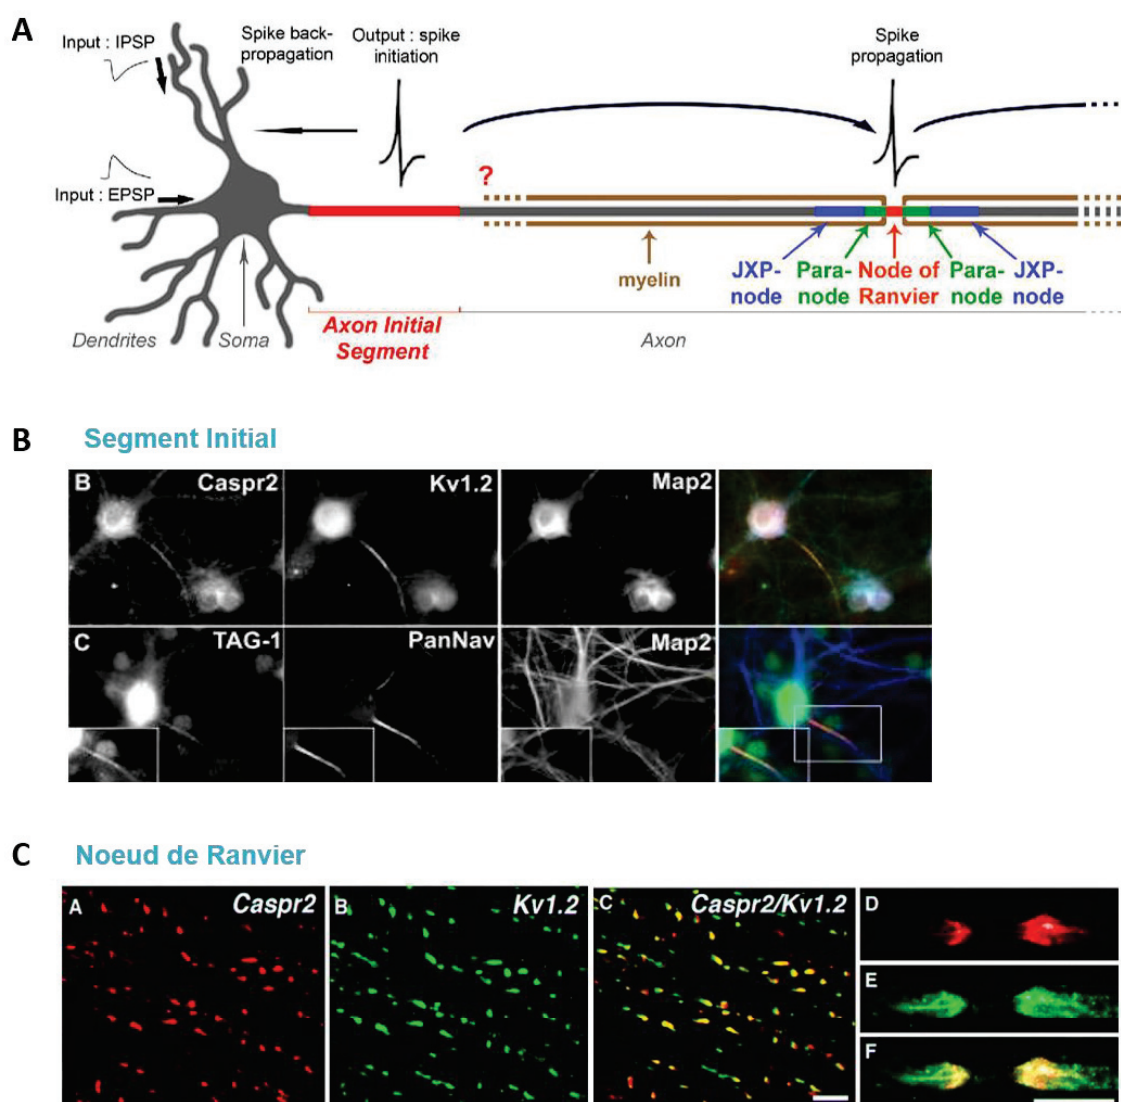 A
Input : IPSP
Spike back-
propagation
Output : spike
initiation
Spike
propagation
Input : EPSP
?
myelin
JXP-
node
Para-
node
Node of
Ranvier
Para-
node
JXP-
node
Dendrites
Soma
Axon Initial
Segment
Axon
B
Segment Initial
B
Caspr2
Kv1.2
Map2
C
TAG-1
PanNav
Map2
C
Noeud de Ranvier
A
Caspr2
B
Kv1.2
C
Caspr2/Kv1.2
D
E
F